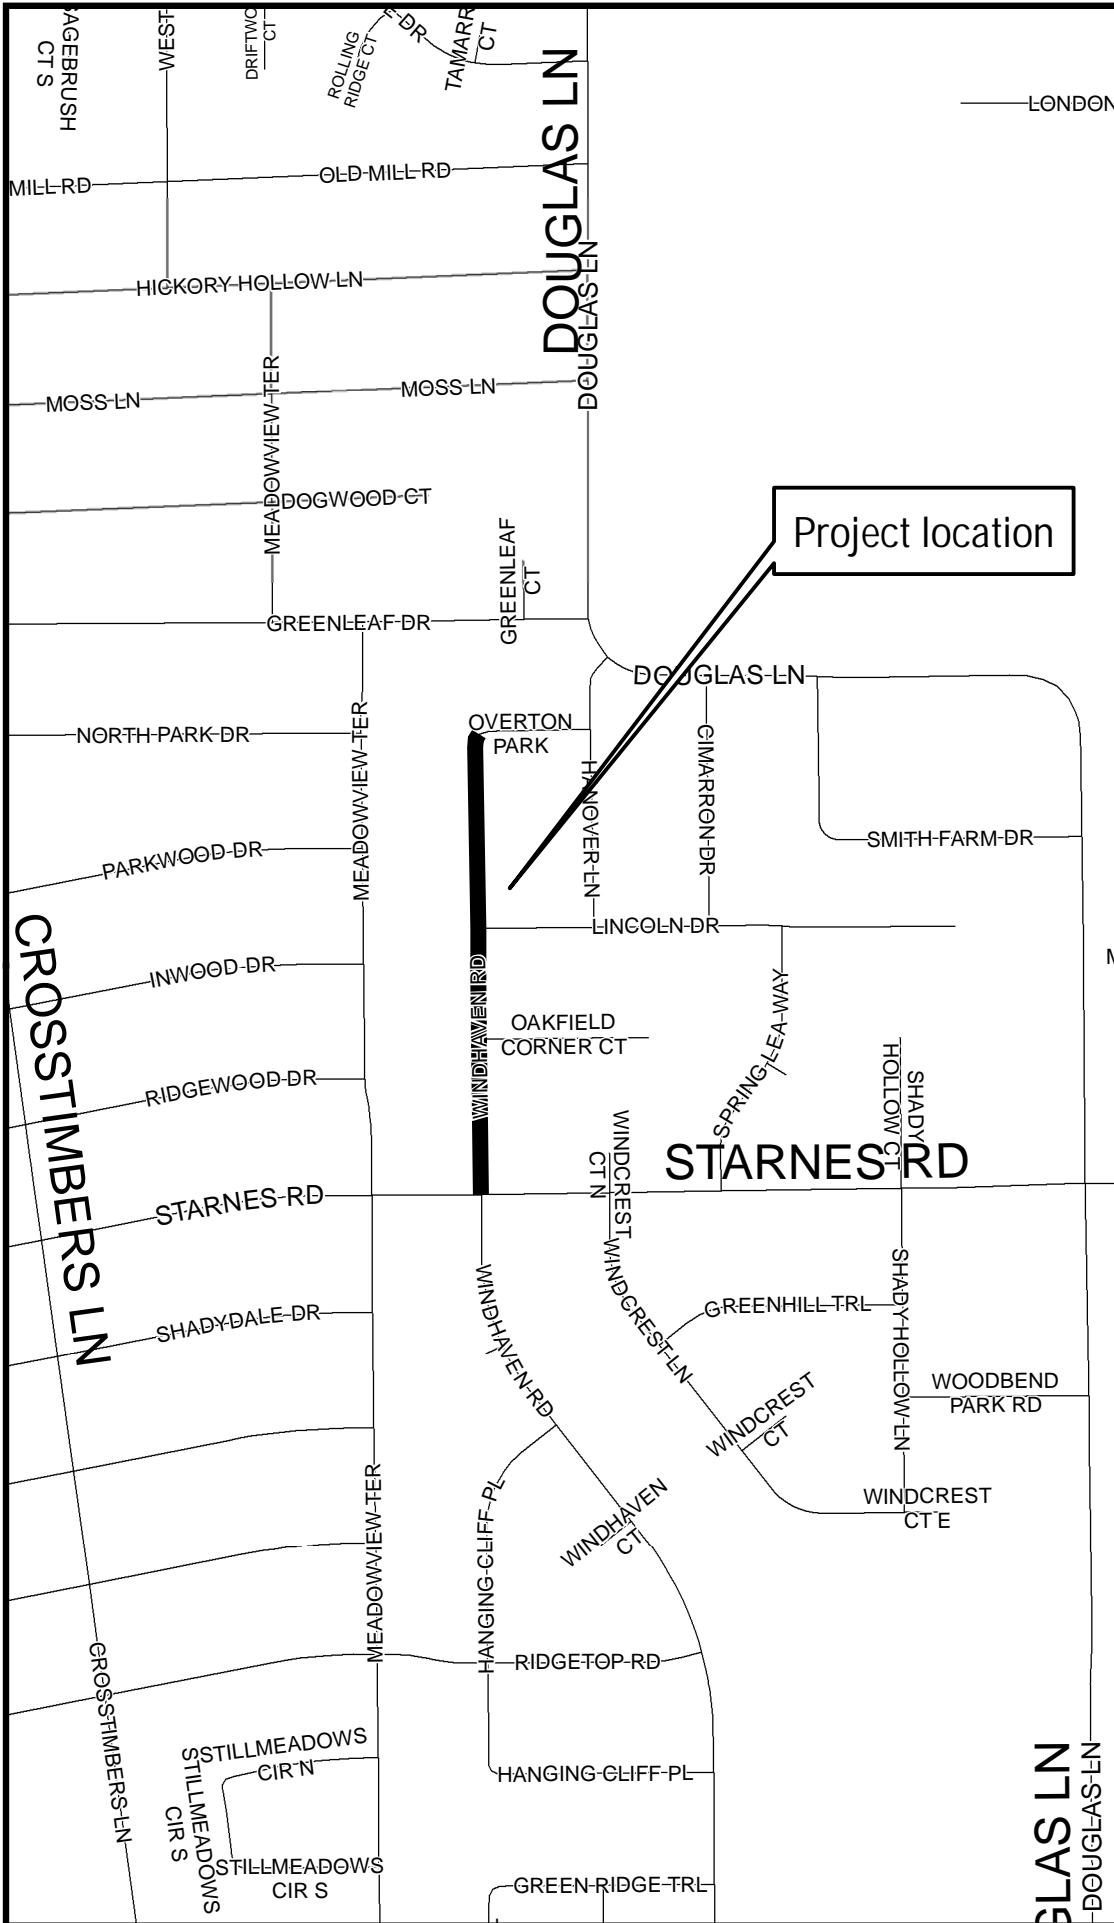 SAGEBRUSH
CT S
WEST
DRIFTWO
CT
ROLLING
RIDGE CT
E DR
TAMARR
CT
DOUGLAS LN
LONDON
MILL RD
OLD MILL RD
HICKORY HOLLOW LN
DOUGLAS LN
MOSS LN
MOSS LN
MEADOWVIEW TER
DOGWOOD CT
GREENLEAF
CT
Project location
GREENLEAF DR
DOUGLAS LN
OVERTON
PARK
NORTH PARK DR
MEADOWVIEW TER
HANOVER LN
CIMARRON DR
SMITH FARM DR
PARKWOOD DR
CROSSTIMBERS LN
LINCOLN DR
INWOOD DR
WINDHAVEN RD
SPRING LEA WAY
M
OAKFIELD
CORNER CT
RIDGEWOOD DR
SHADY
HOLLOW CT
WINDCREST
CT N
STARNES RD
STARNES RD
WINDHAVEN RD
WINDCREST LN
SHADY HOLLOW LN
GREENHILL TRL
SHADYDALE DR
WOODBEND
PARK RD
WINDCREST
CT
MEADOWVIEW TER
HANGING CLIFF PL
WINDHAVEN
CT
WINDCREST
CT E
CROSSTIMBERS LN
RIDGETOP RD
STILLMEADOWS
CIR N
STILLMEADOWS
CIR S
HANGING CLIFF PL
GLAS LN
DOUGLAS LN
STILLMEADOWS
CIR S
GREEN RIDGE TRL